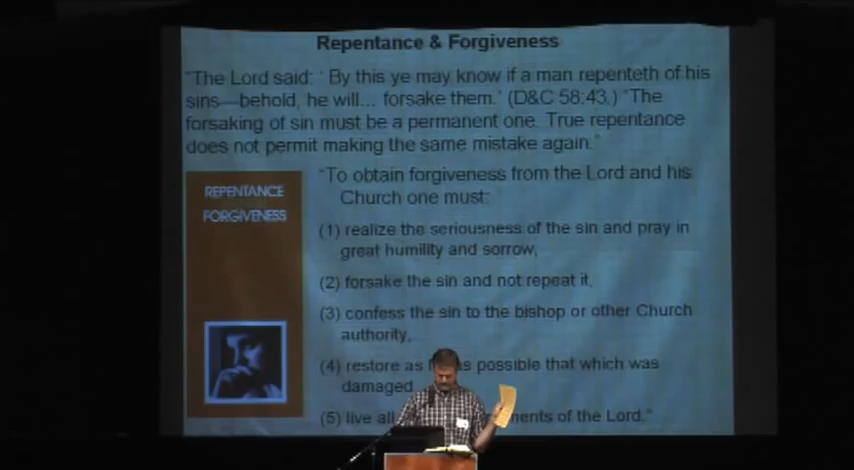 Repentance & Forgiveness
"The Lord said: ' By this ye may know if a man repenteth of his
sins—behold, he will... forsake them.' (D&C 58:43.) "The
forsaking of sin must be a permanent one. True repentance
does not permit making the same mistake again."
REPENTANCE
FORGIVENESS
"To obtain forgiveness from the Lord and his
Church one must:
(1) realize the seriousness of the sin and pray in
great humility and sorrow,
(2) forsake the sin and not repeat it,
(3) confess the sin to the bishop or other Church
authority,
(4) restore as possible that which was
damaged
(5) live all of the Lord."